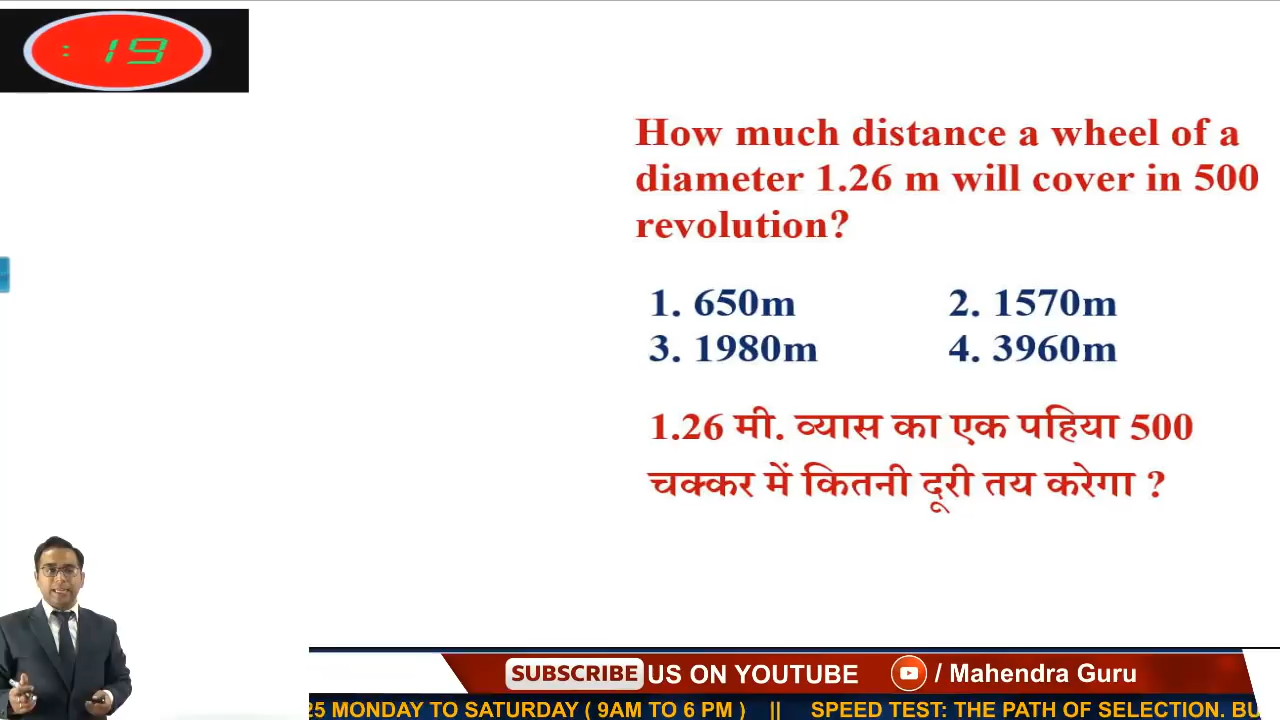 : 19
How much distance a wheel of a
diameter 1.26 m will cover in 500
revolution?
1. 650m 2. 1570m
3. 1980m 4. 3960m
1.26 मी. व्यास का एक पहिया 500
चक्कर में कितनी दूरी तय करेगा ?
SUBSCRIBE US ON YOUTUBE / Mahendra Guru
25 MONDAY TO SATURDAY ( 9AM TO 6 PM ) || SPEED TEST: THE PATH OF SELECTION. BU